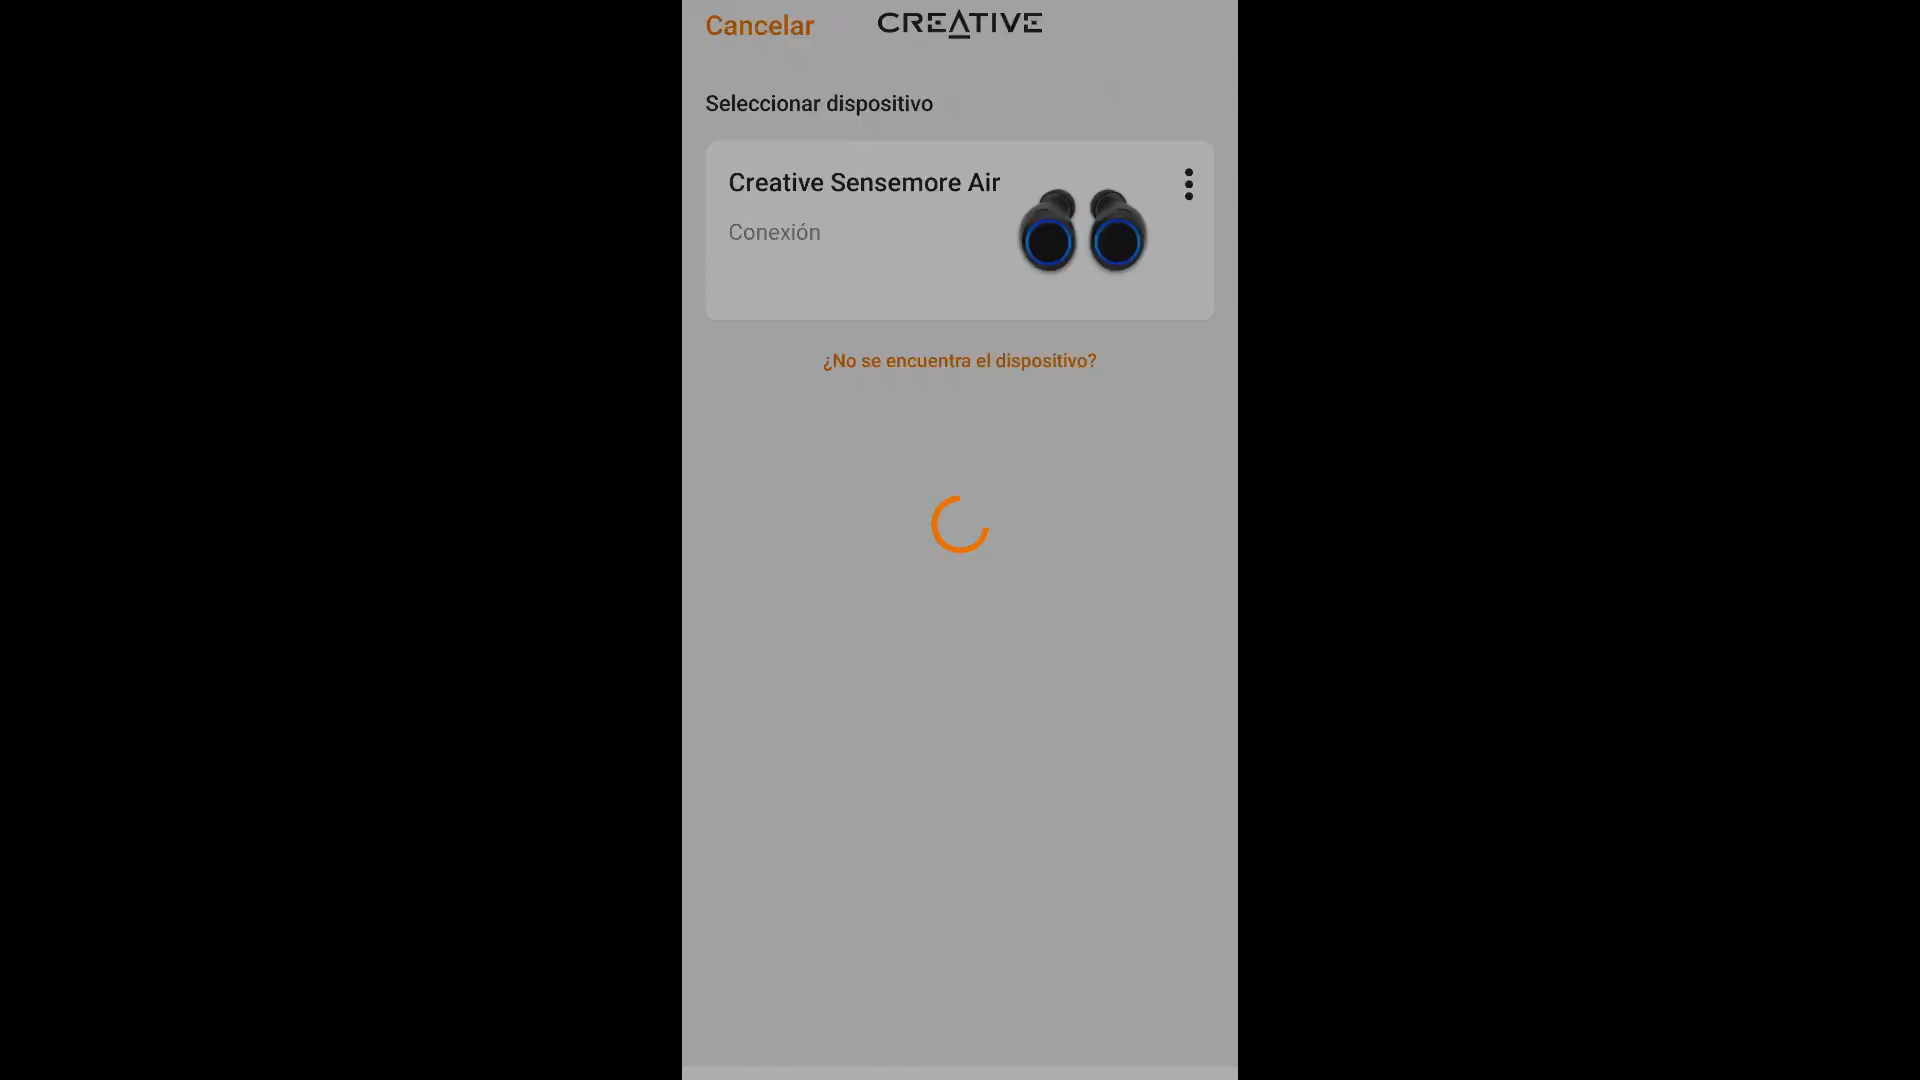 Cancelar
CREATIVE
Seleccionar dispositivo
Creative Sensemore Air
Conexión
¿No se encuentra el dispositivo?